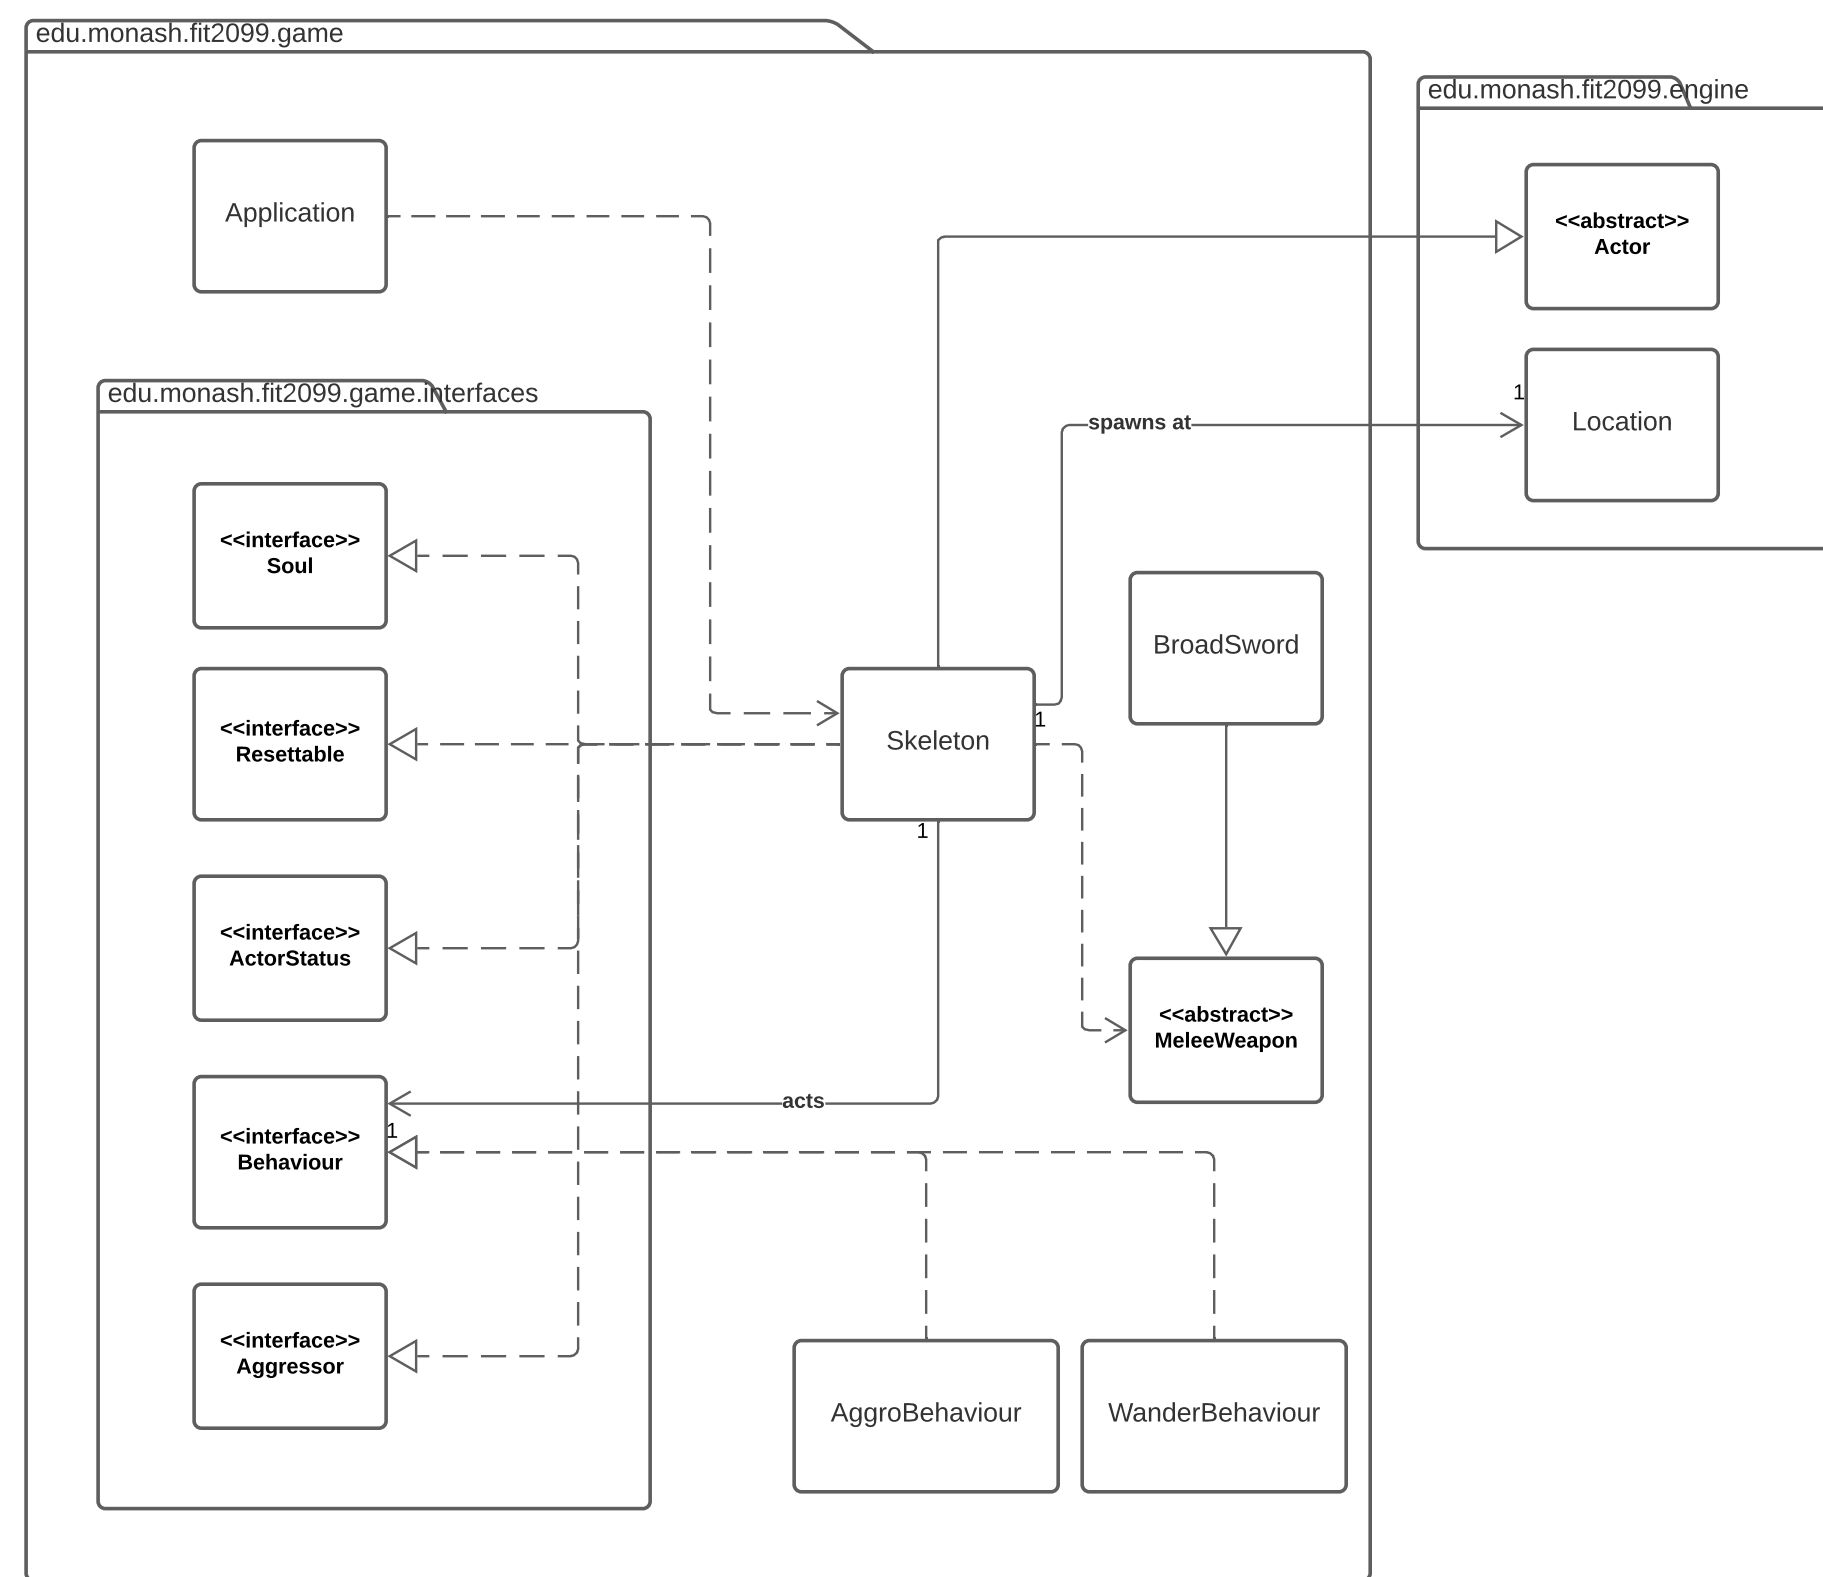 edu.monash.fit2099.game
edu.monash.fit2099.engine
Application
<<abstract>>
Actor
edu.monash.fit2099.game.interfaces
1
spawns at
Location
<<interface>>
Soul
BroadSword
<<interface>>
Resettable
Skeleton
1
1
<<interface>>
ActorStatus
<<abstract>>
MeleeWeapon
acts
1
<<interface>>
Behaviour
<<interface>>
Aggressor
AggroBehaviour
WanderBehaviour